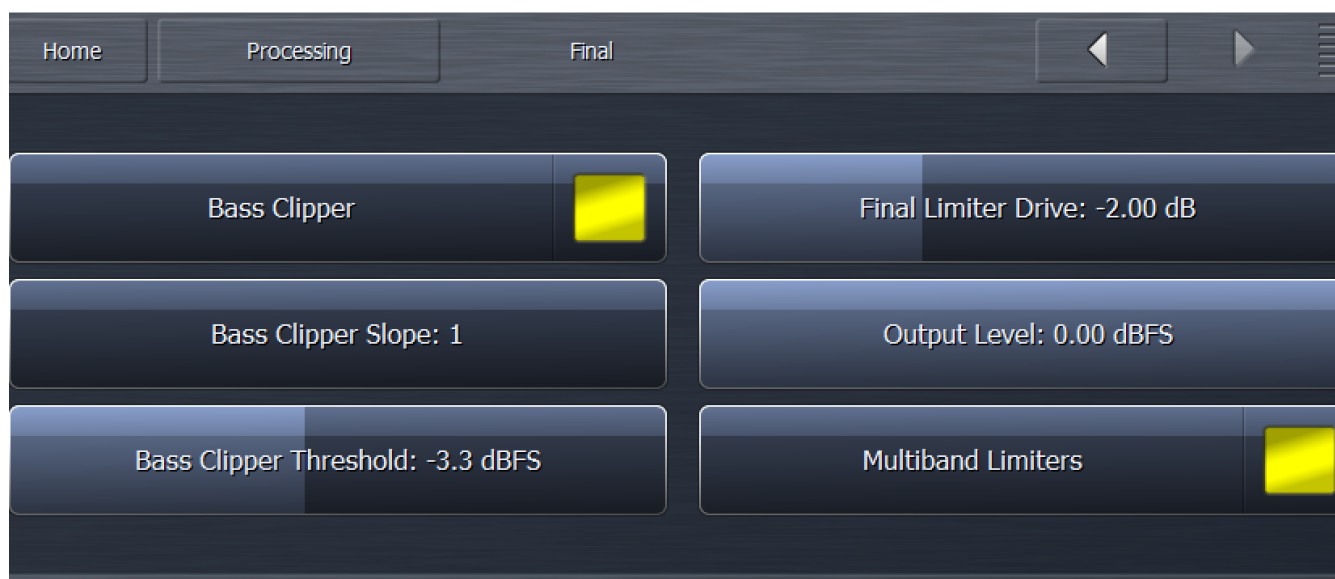 Home Processing Final
Bass Clipper
Final Limiter Drive: -2.00 dB
Bass Clipper Slope: 1
Output Level: 0.00 dBFS
Bass Clipper Threshold: -3.3 dBFS
Multiband Limiters